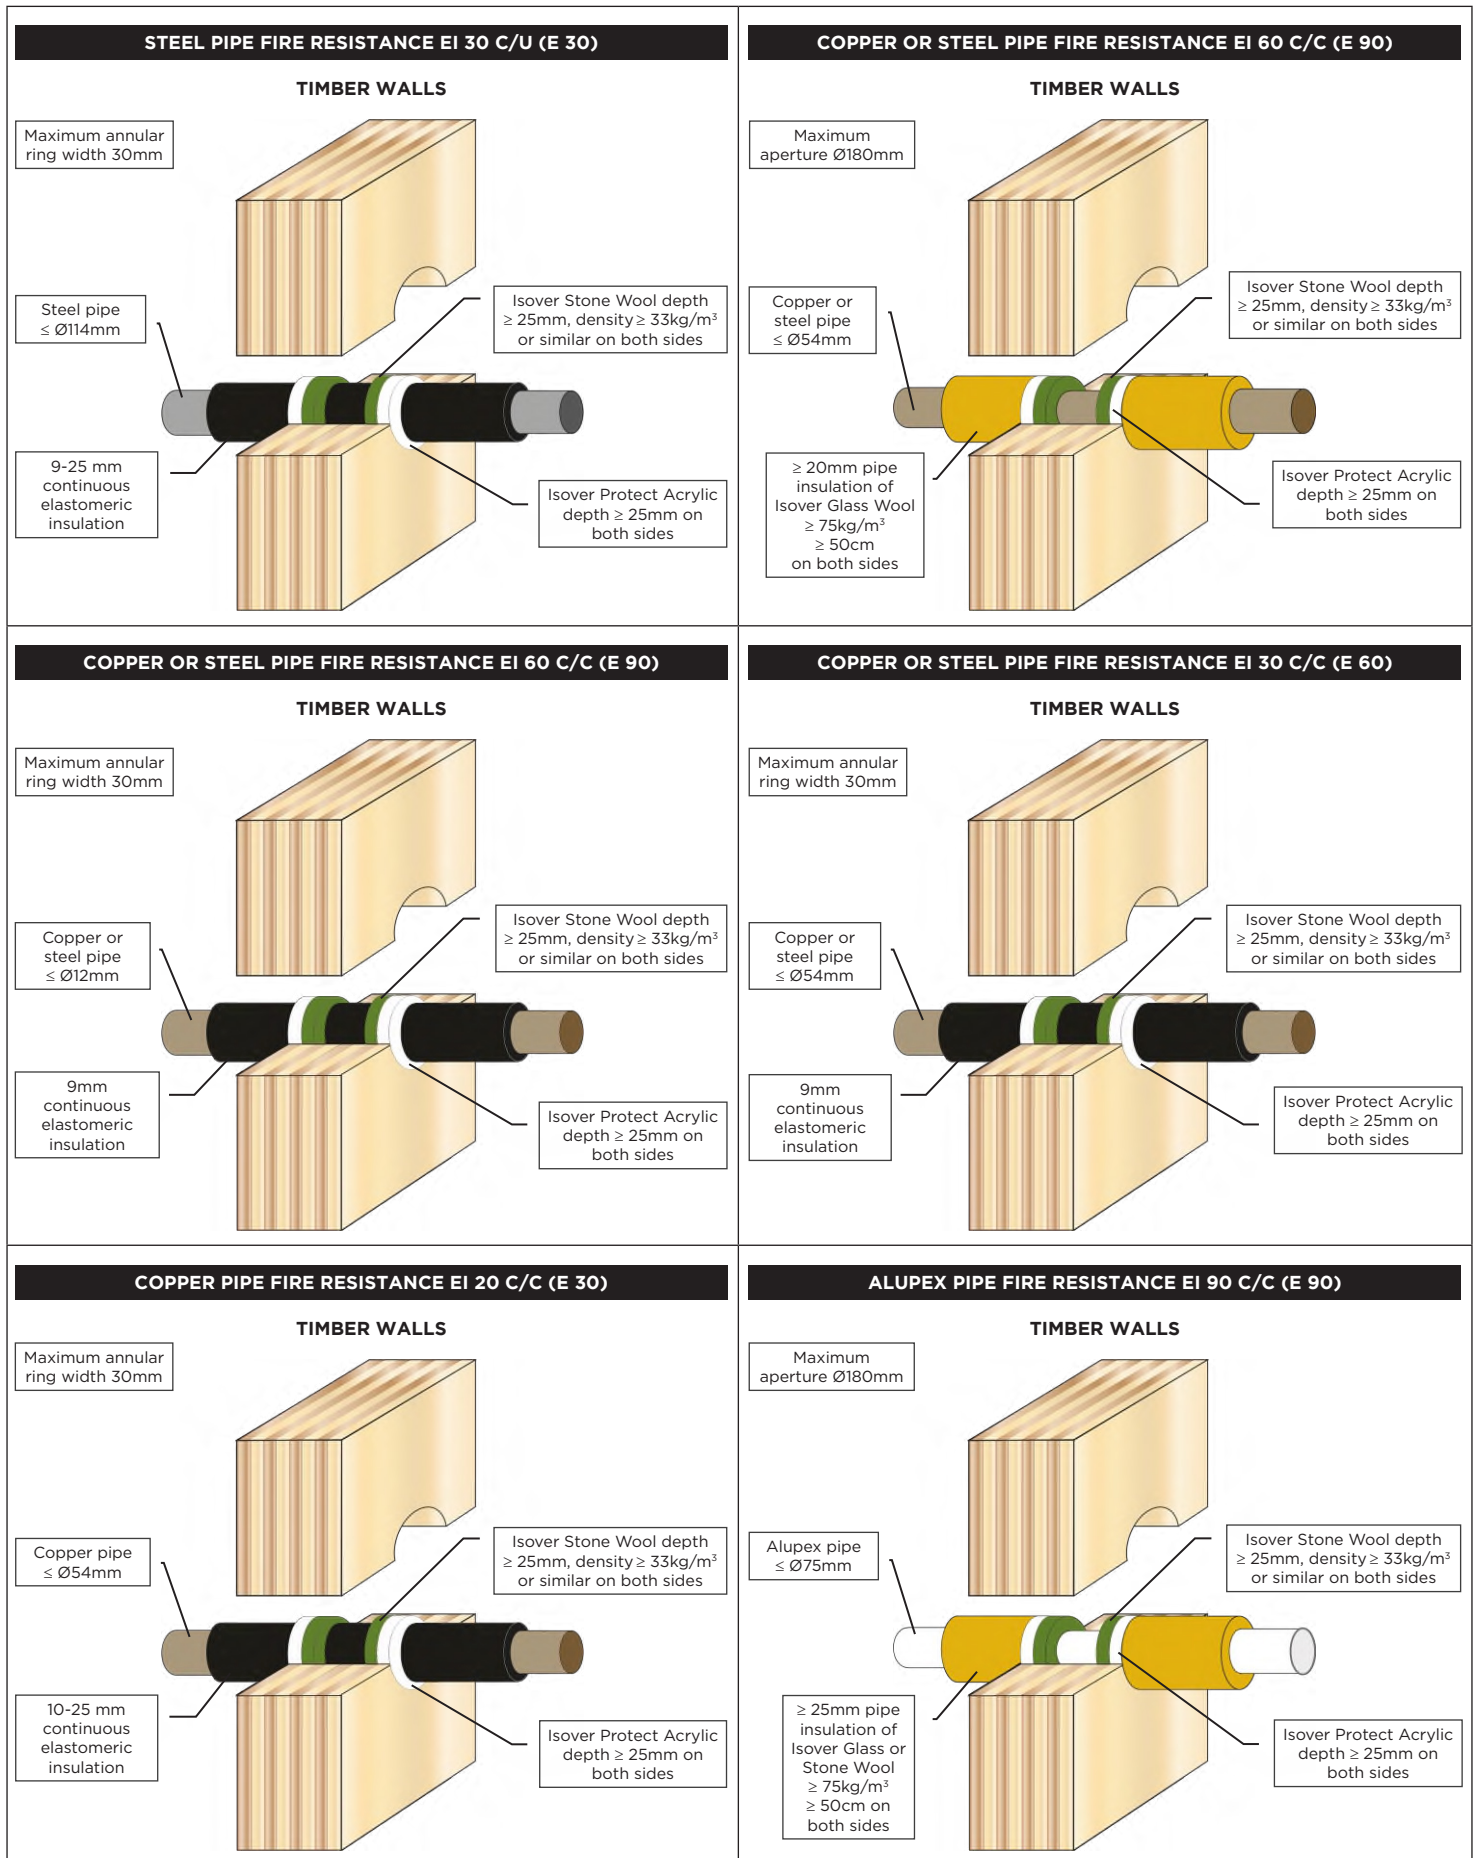 STEEL PIPE FIRE RESISTANCE EI 30 C/U (E 30)
TIMBER WALLS
Maximum annular
ring width 30mm
Steel pipe
≤ Ø114mm
Isover Stone Wool depth
≥ 25mm, density ≥ 33kg/m³
or similar on both sides
9-25 mm
continuous
elastomeric
insulation
Isover Protect Acrylic
depth ≥ 25mm on
both sides
COPPER OR STEEL PIPE FIRE RESISTANCE EI 60 C/C (E 90)
TIMBER WALLS
Maximum
aperture Ø180mm
Copper or
steel pipe
≤ Ø54mm
Isover Stone Wool depth
≥ 25mm, density ≥ 33kg/m³
or similar on both sides
≥ 20mm pipe
insulation of
Isover Glass Wool
≥ 75kg/m³
≥ 50cm
on both sides
Isover Protect Acrylic
depth ≥ 25mm on
both sides
COPPER OR STEEL PIPE FIRE RESISTANCE EI 60 C/C (E 90)
TIMBER WALLS
Maximum annular
ring width 30mm
Copper or
steel pipe
≤ Ø12mm
Isover Stone Wool depth
≥ 25mm, density ≥ 33kg/m³
or similar on both sides
9mm
continuous
elastomeric
insulation
Isover Protect Acrylic
depth ≥ 25mm on
both sides
COPPER OR STEEL PIPE FIRE RESISTANCE EI 30 C/C (E 60)
TIMBER WALLS
Maximum annular
ring width 30mm
Copper or
steel pipe
≤ Ø54mm
Isover Stone Wool depth
≥ 25mm, density ≥ 33kg/m³
or similar on both sides
9mm
continuous
elastomeric
insulation
Isover Protect Acrylic
depth ≥ 25mm on
both sides
COPPER PIPE FIRE RESISTANCE EI 20 C/C (E 30)
TIMBER WALLS
Maximum annular
ring width 30mm
Copper pipe
≤ Ø54mm
Isover Stone Wool depth
≥ 25mm, density ≥ 33kg/m³
or similar on both sides
10-25 mm
continuous
elastomeric
insulation
Isover Protect Acrylic
depth ≥ 25mm on
both sides
ALUPEX PIPE FIRE RESISTANCE EI 90 C/C (E 90)
TIMBER WALLS
Maximum
aperture Ø180mm
Alupex pipe
≤ Ø75mm
Isover Stone Wool depth
≥ 25mm, density ≥ 33kg/m³
or similar on both sides
≥ 25mm pipe
insulation of
Isover Glass or
Stone Wool
≥ 75kg/m³
≥ 50cm on
both sides
Isover Protect Acrylic
depth ≥ 25mm on
both sides